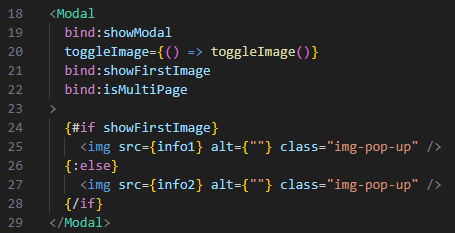 18 <Modal
19 bind:showModal
20 toggleImage={() => toggleImage()}
21 bind:showFirstImage
22 bind:isMultiPage
23 >
24 {#if showFirstImage}
25 <img src={info1} alt={""} class="img-pop-up" />
26 {:else}
27 <img src={info2} alt={""} class="img-pop-up" />
28 {/if}
29 </Modal>